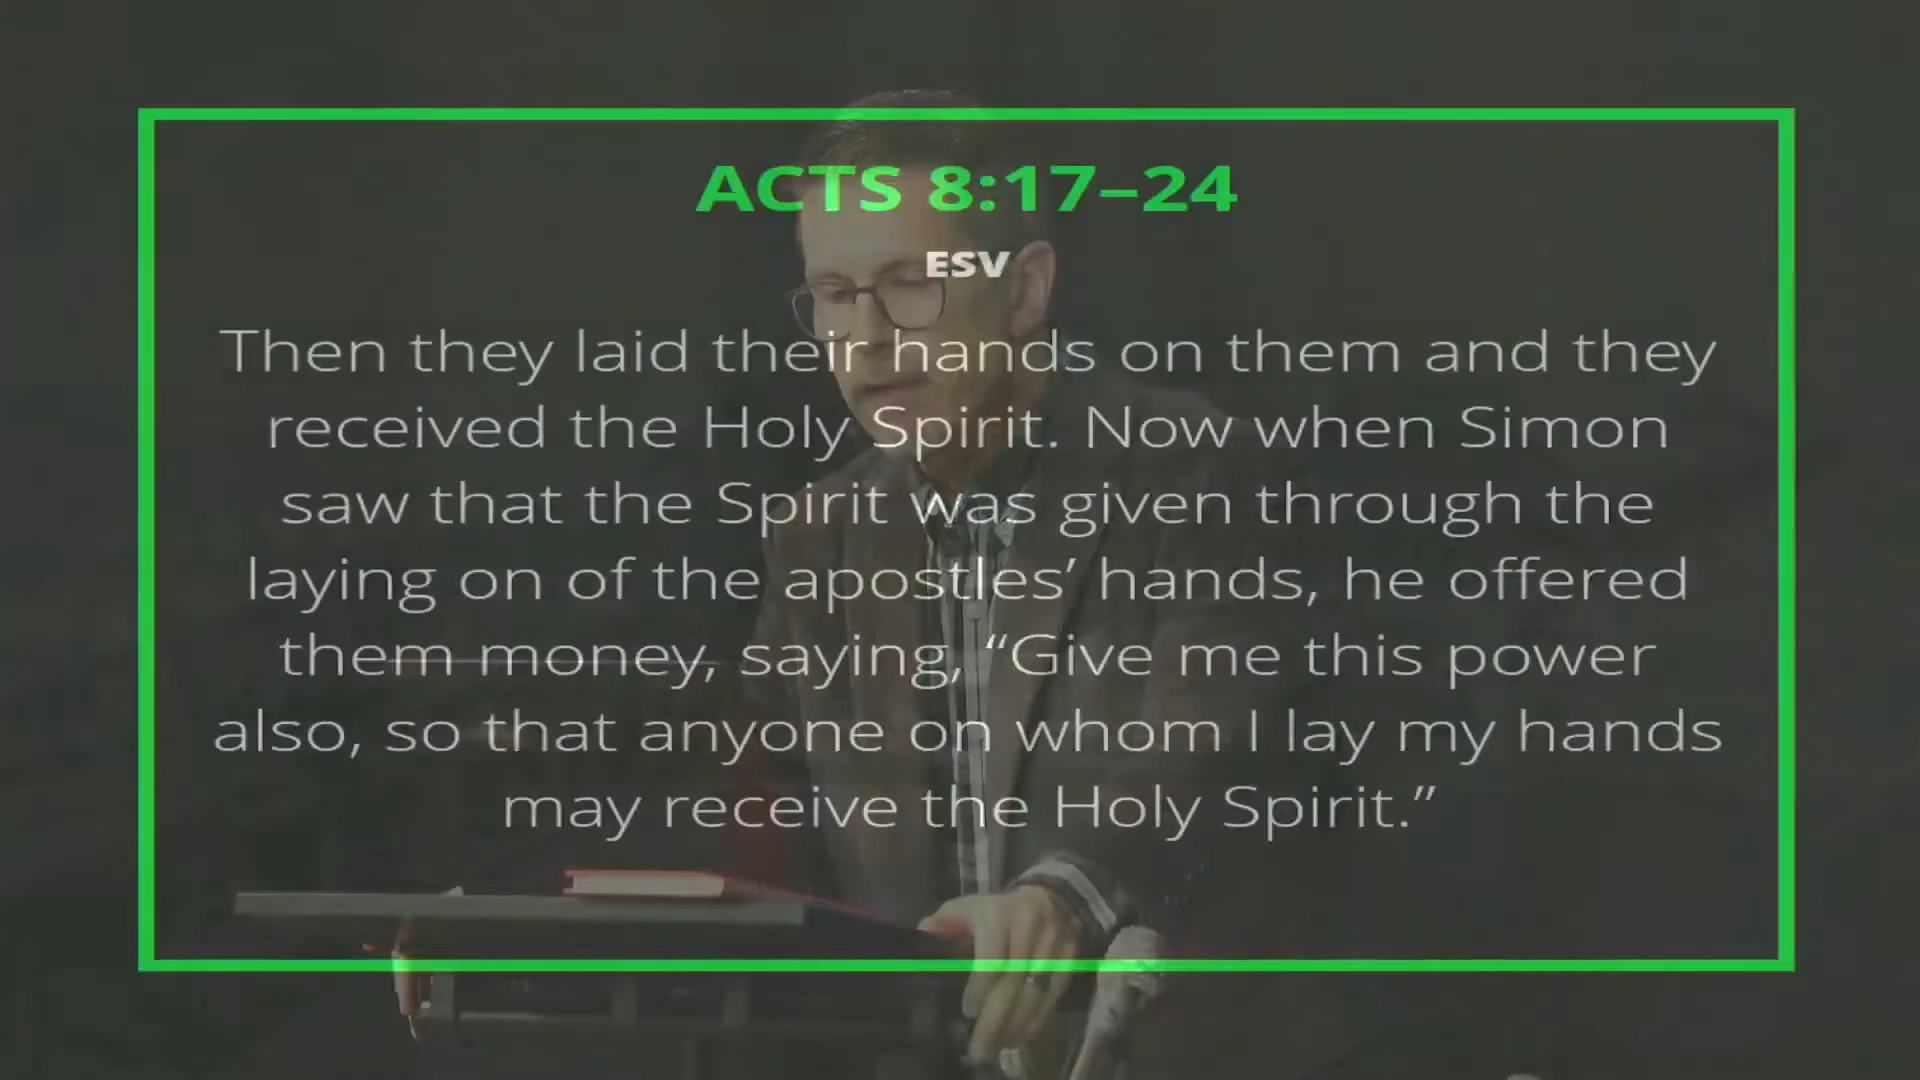 ACTS 8:17–24
ESV
Then they laid their hands on them and they
received the Holy Spirit. Now when Simon
saw that the Spirit was given through the
laying on of the apostles’ hands, he offered
them money, saying, “Give me this power
also, so that anyone on whom I lay my hands
may receive the Holy Spirit.”